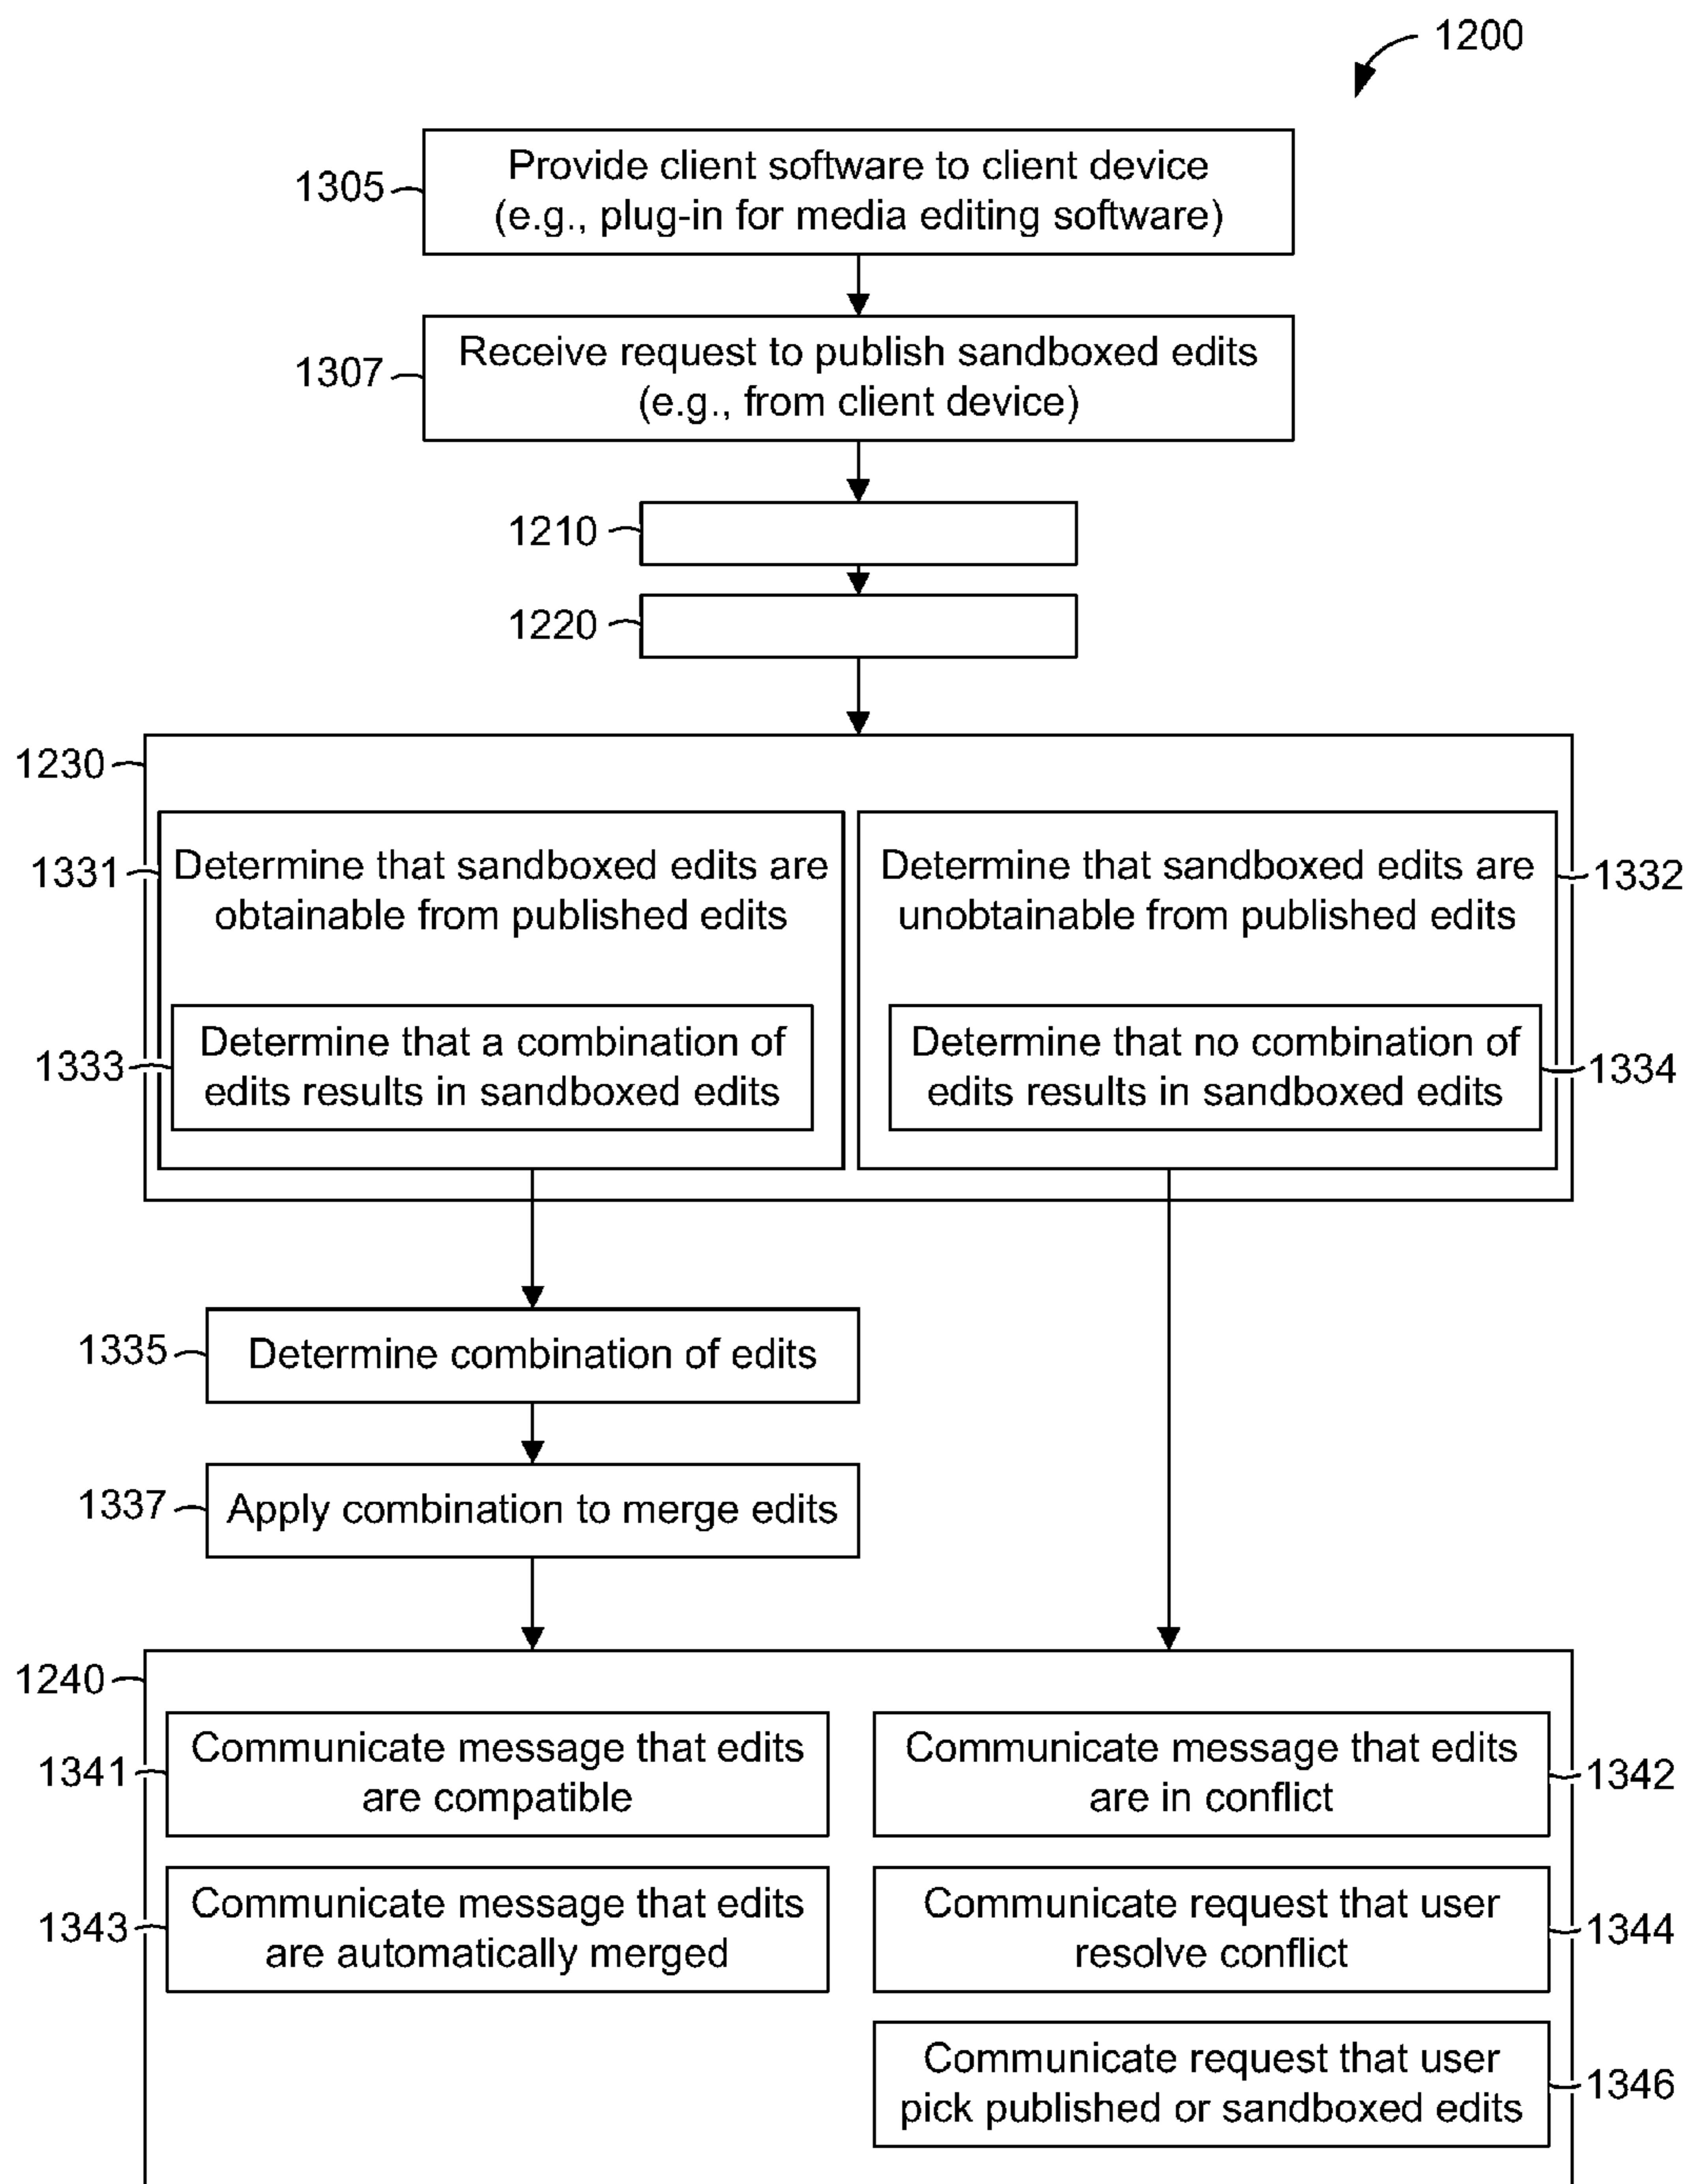 1200
1305
Provide client software to client device
(e.g., plug-in for media editing software)
1307
Receive request to publish sandboxed edits
(e.g., from client device)
1210
1220
1230
1331
Determine that sandboxed edits are
obtainable from published edits
1333
Determine that a combination of
edits results in sandboxed edits
Determine that sandboxed edits are
unobtainable from published edits
1332
Determine that no combination of
edits results in sandboxed edits
1334
1335
Determine combination of edits
1337
Apply combination to merge edits
1240
1341
Communicate message that edits
are compatible
1343
Communicate message that edits
are automatically merged
Communicate message that edits
are in conflict
1342
Communicate request that user
resolve conflict
1344
Communicate request that user
pick published or sandboxed edits
1346